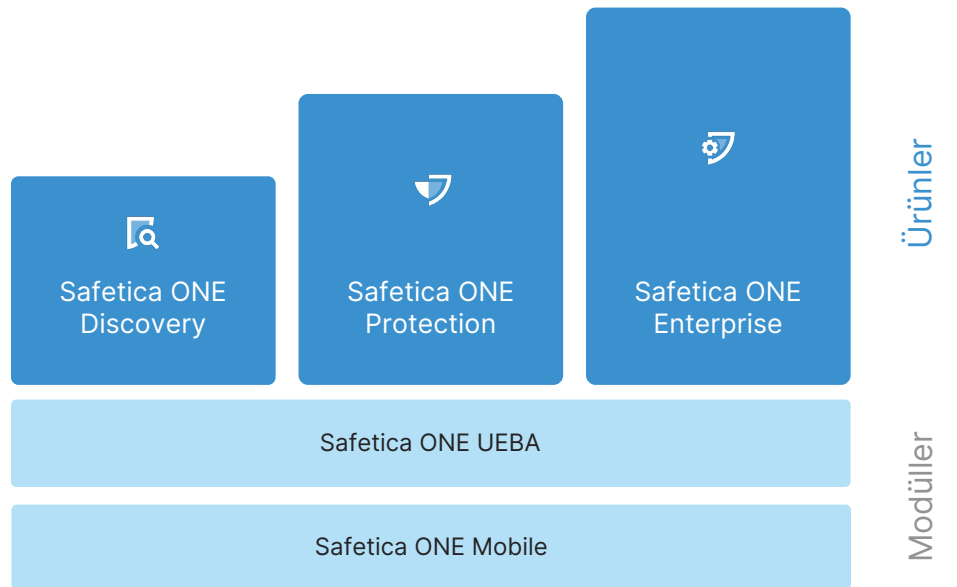 Safetica ONE
Discovery
Safetica ONE
Protection
Safetica ONE
Enterprise
Ürünler
Safetica ONE UEBA
Safetica ONE Mobile
Modüller